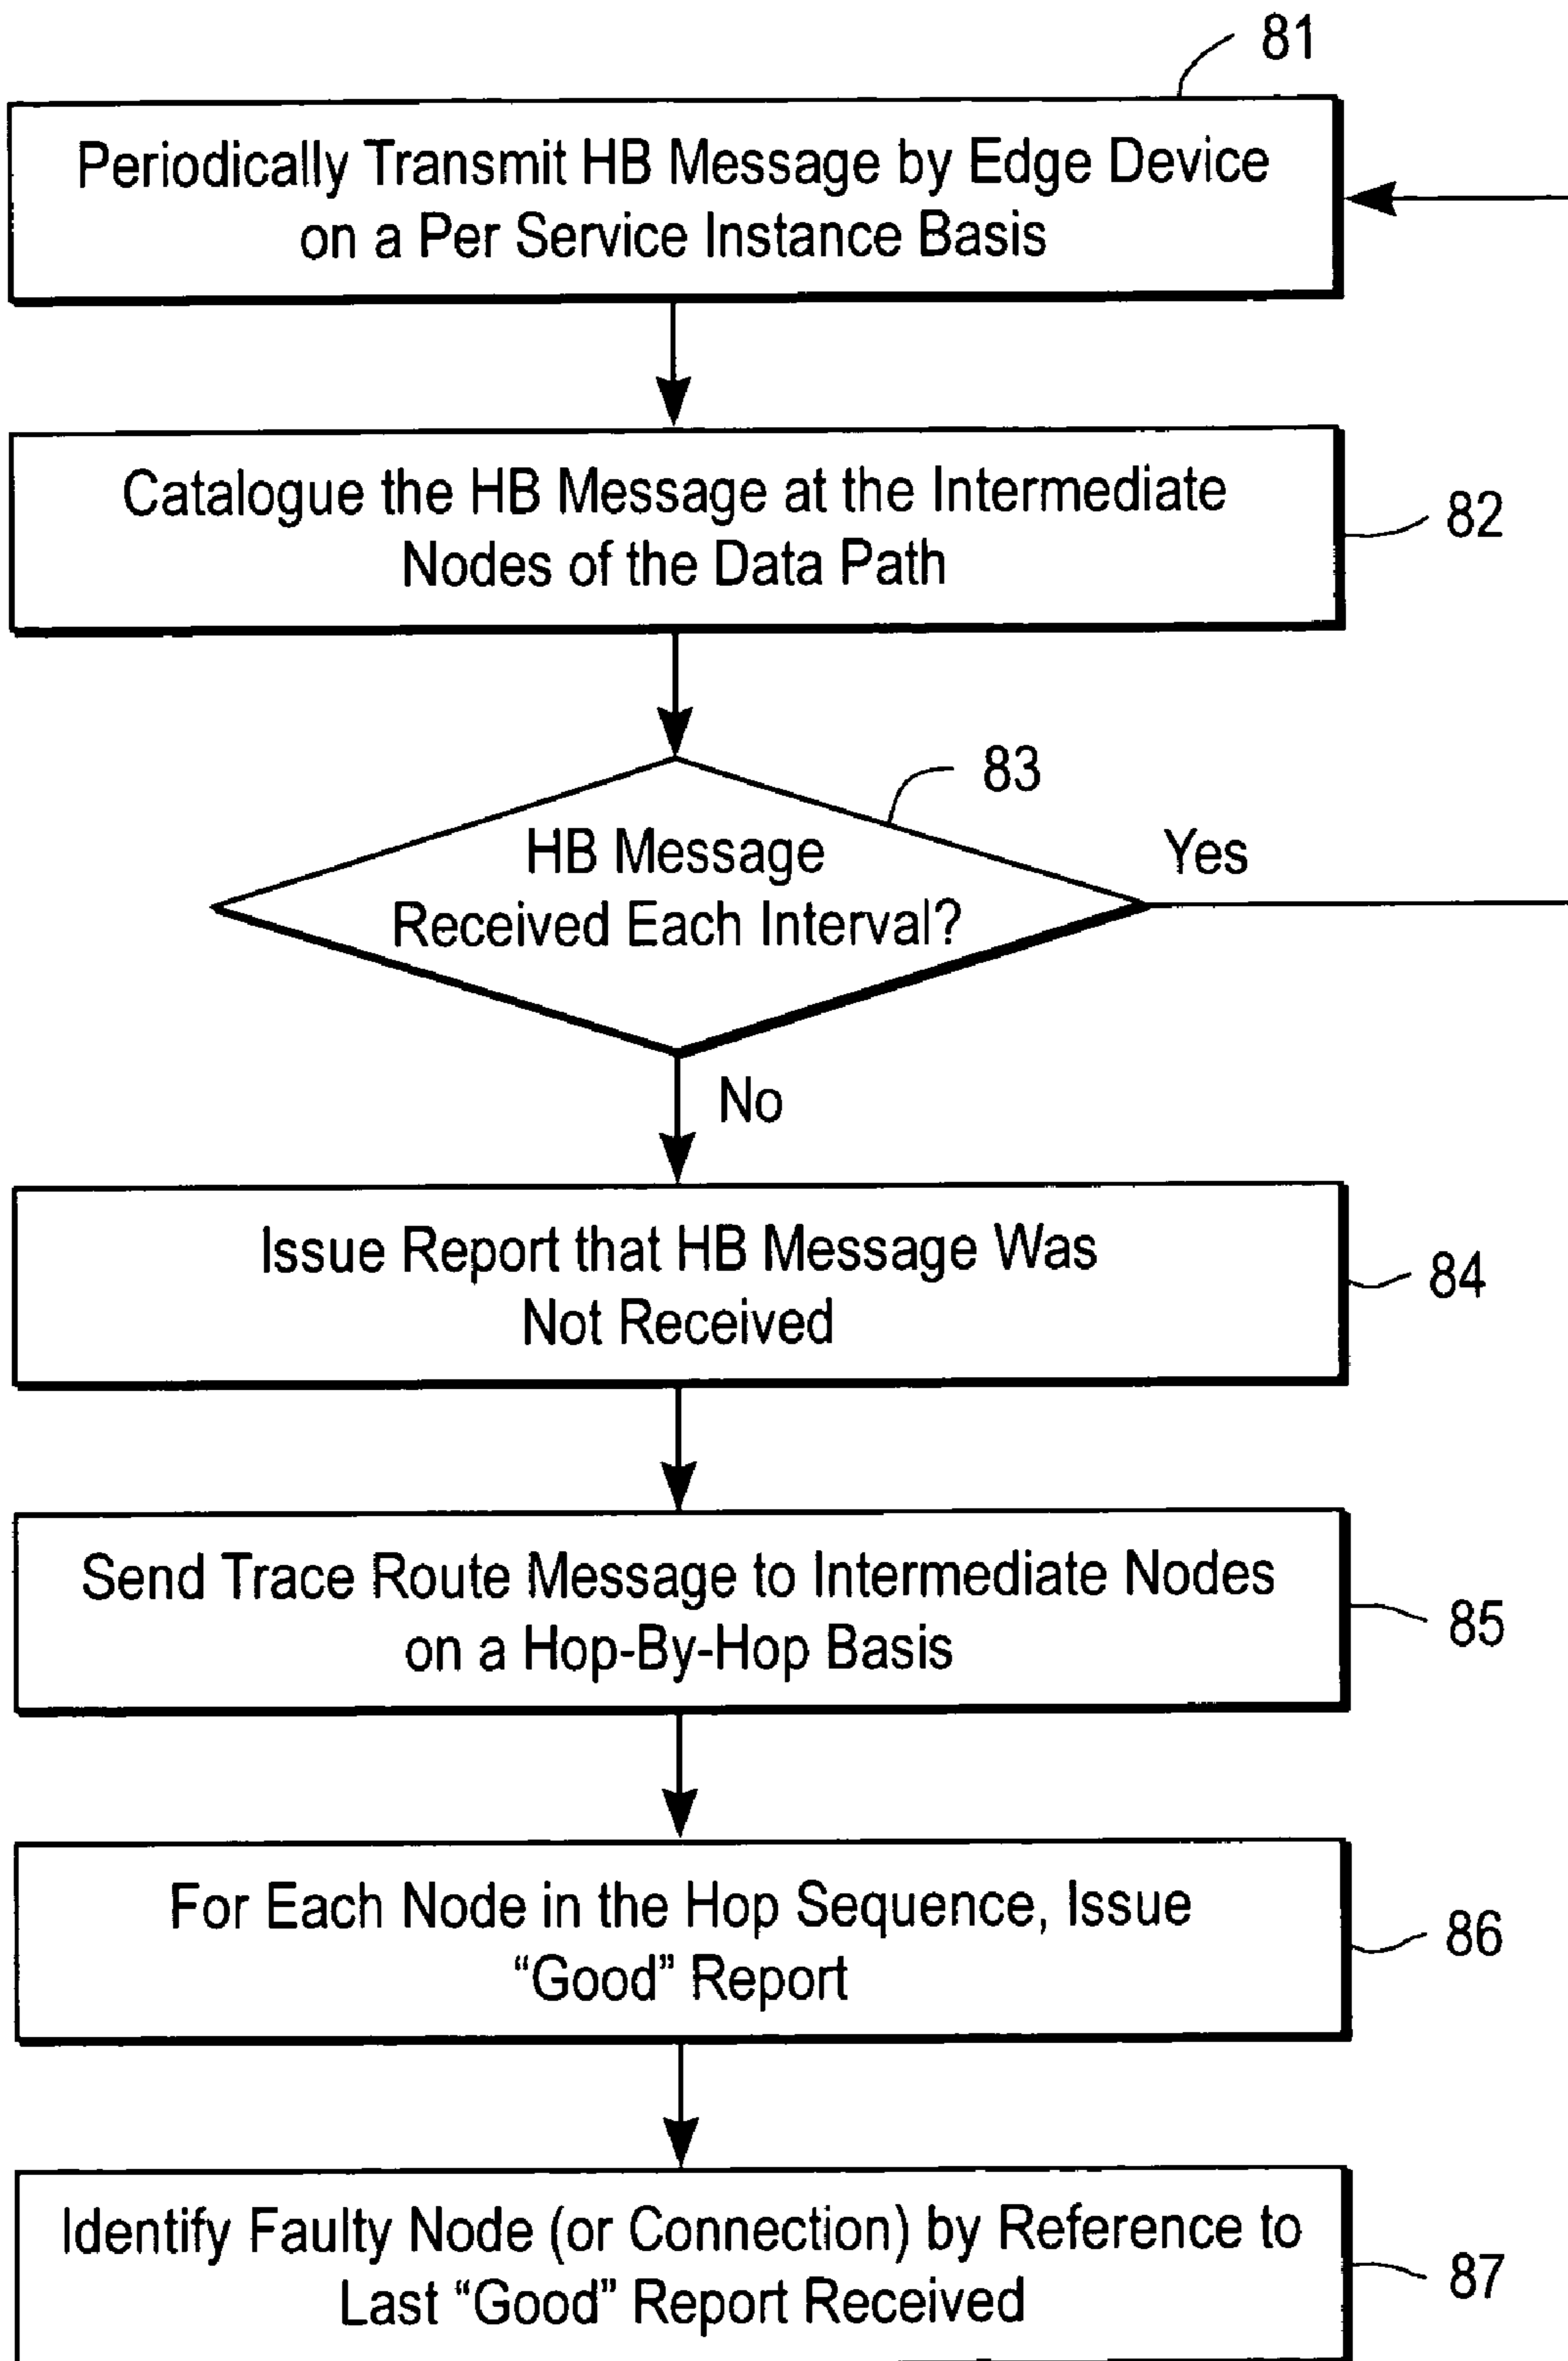 81
Periodically Transmit HB Message by Edge Device
on a Per Service Instance Basis
Catalogue the HB Message at the Intermediate
Nodes of the Data Path
82
83
HB Message
Received Each Interval?
Yes
No
Issue Report that HB Message Was
Not Received
84
Send Trace Route Message to Intermediate Nodes
on a Hop-By-Hop Basis
85
For Each Node in the Hop Sequence, Issue
“Good” Report
86
Identify Faulty Node (or Connection) by Reference to
Last “Good” Report Received
87